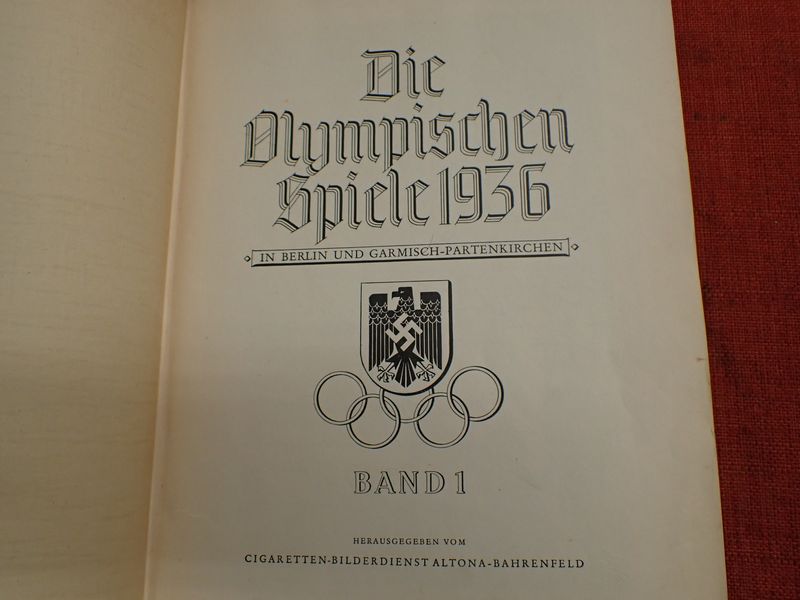 Die
Olympischen
Spiele 1936
IN BERLIN UND GARMISCH-PARTENKIRCHEN
BAND 1
HERAUSGEGEBEN VOM
CIGARETTEN-BILDERDIENST ALTONA-BAHRENFELD